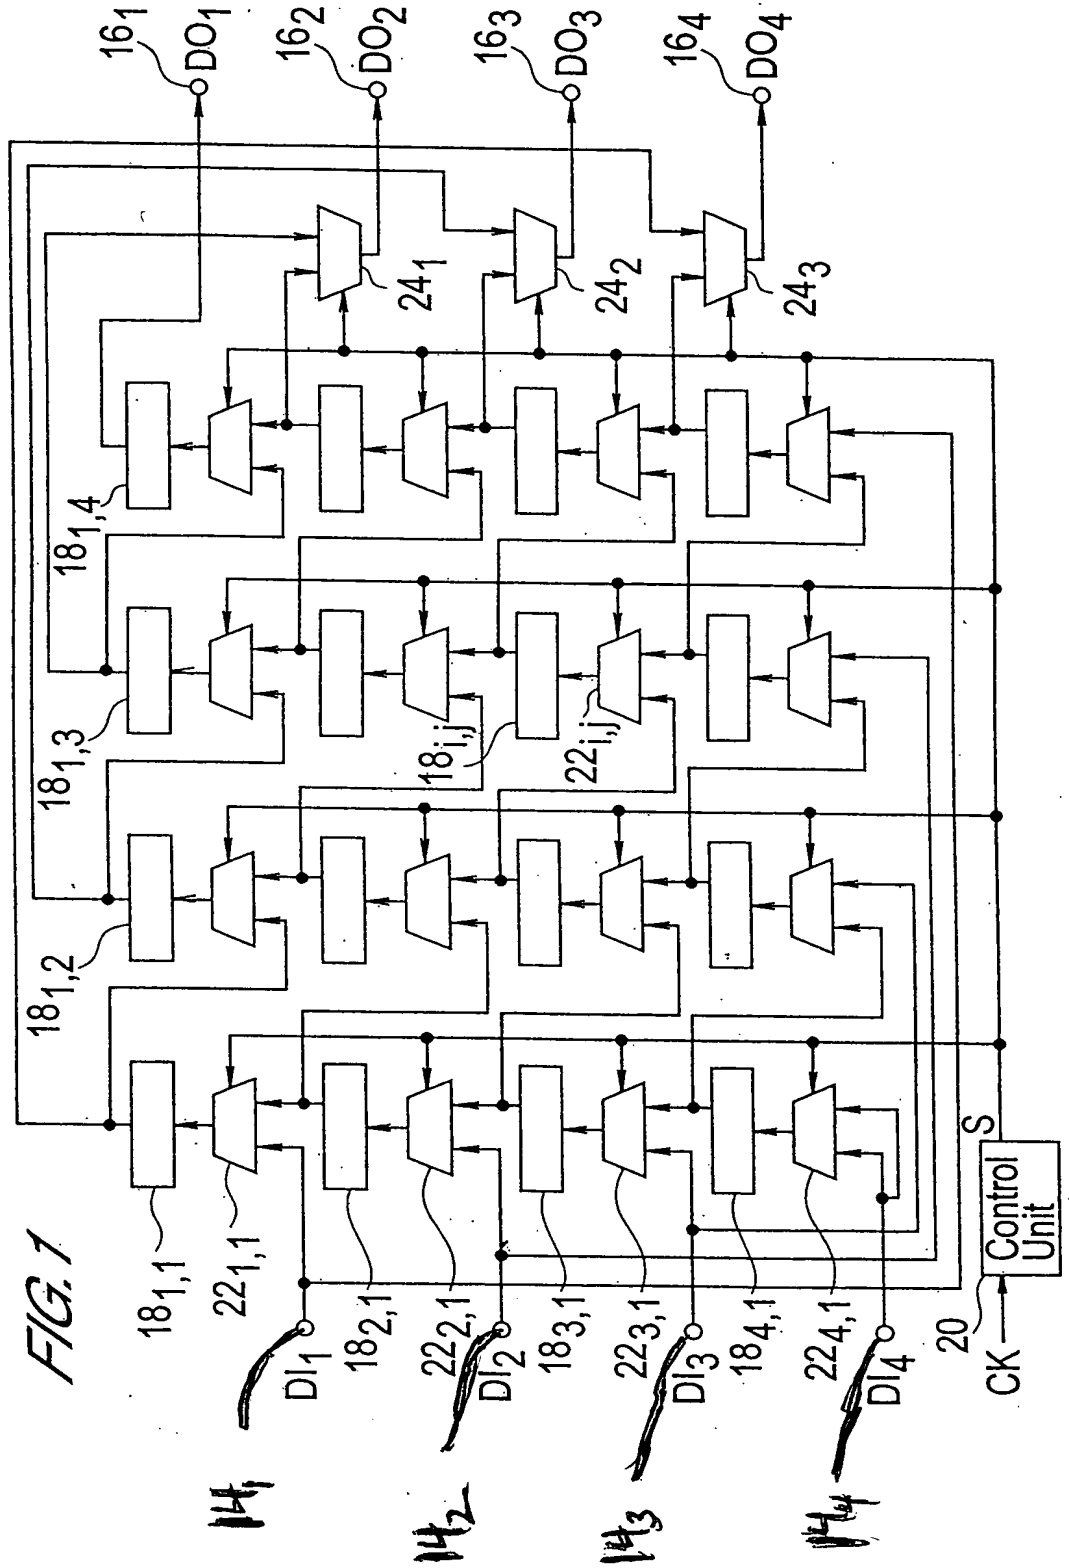 FIG. 1
16₁
DO₁
16₂
DO₂
16₃
DO₃
16₄
DO₄
24₁
24₂
24₃
18₁,₄
18₁,₃
18ᵢ,ⱼ
22ᵢ,ⱼ
18₁,₂
18₁,₁
22₁,₁
18₂,₁
22₂,₁
18₃,₁
22₃,₁
18₄,₁
22₄,₁
DI₁
DI₂
DI₃
DI₄
14₁
14₂
14₃
14₄
20
CK
Control
Unit
S